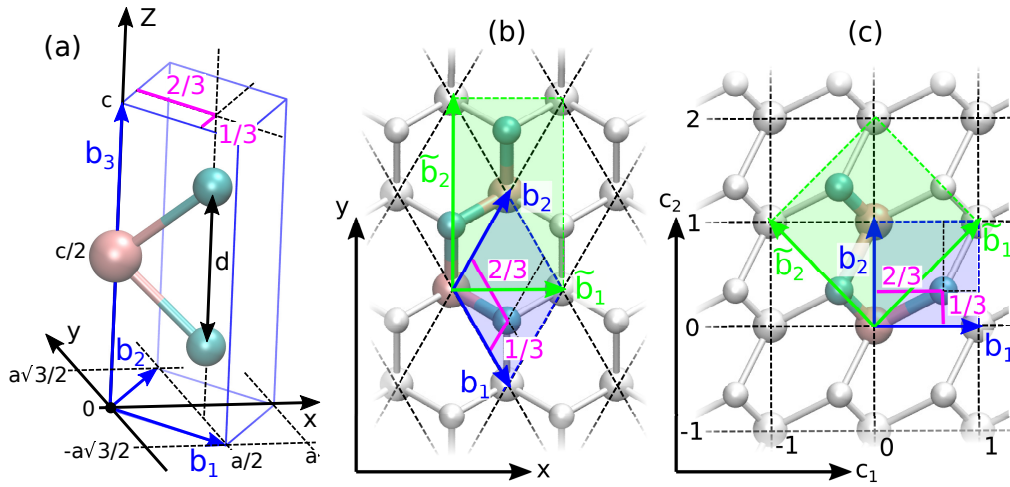 (a)
Z
c
2/3
1/3
b₃
c/2
d
y
b₂
a√3/2
0
x
-a√3/2
b₁
a/2
a
(b)
b̃₂
b₂
y
2/3
b̃₁
1/3
b₁
x
(c)
2
c₂
1
b̃₂
b₂
b̃₁
2/3
1/3
0
b₁
-1
-1
0
1
c₁